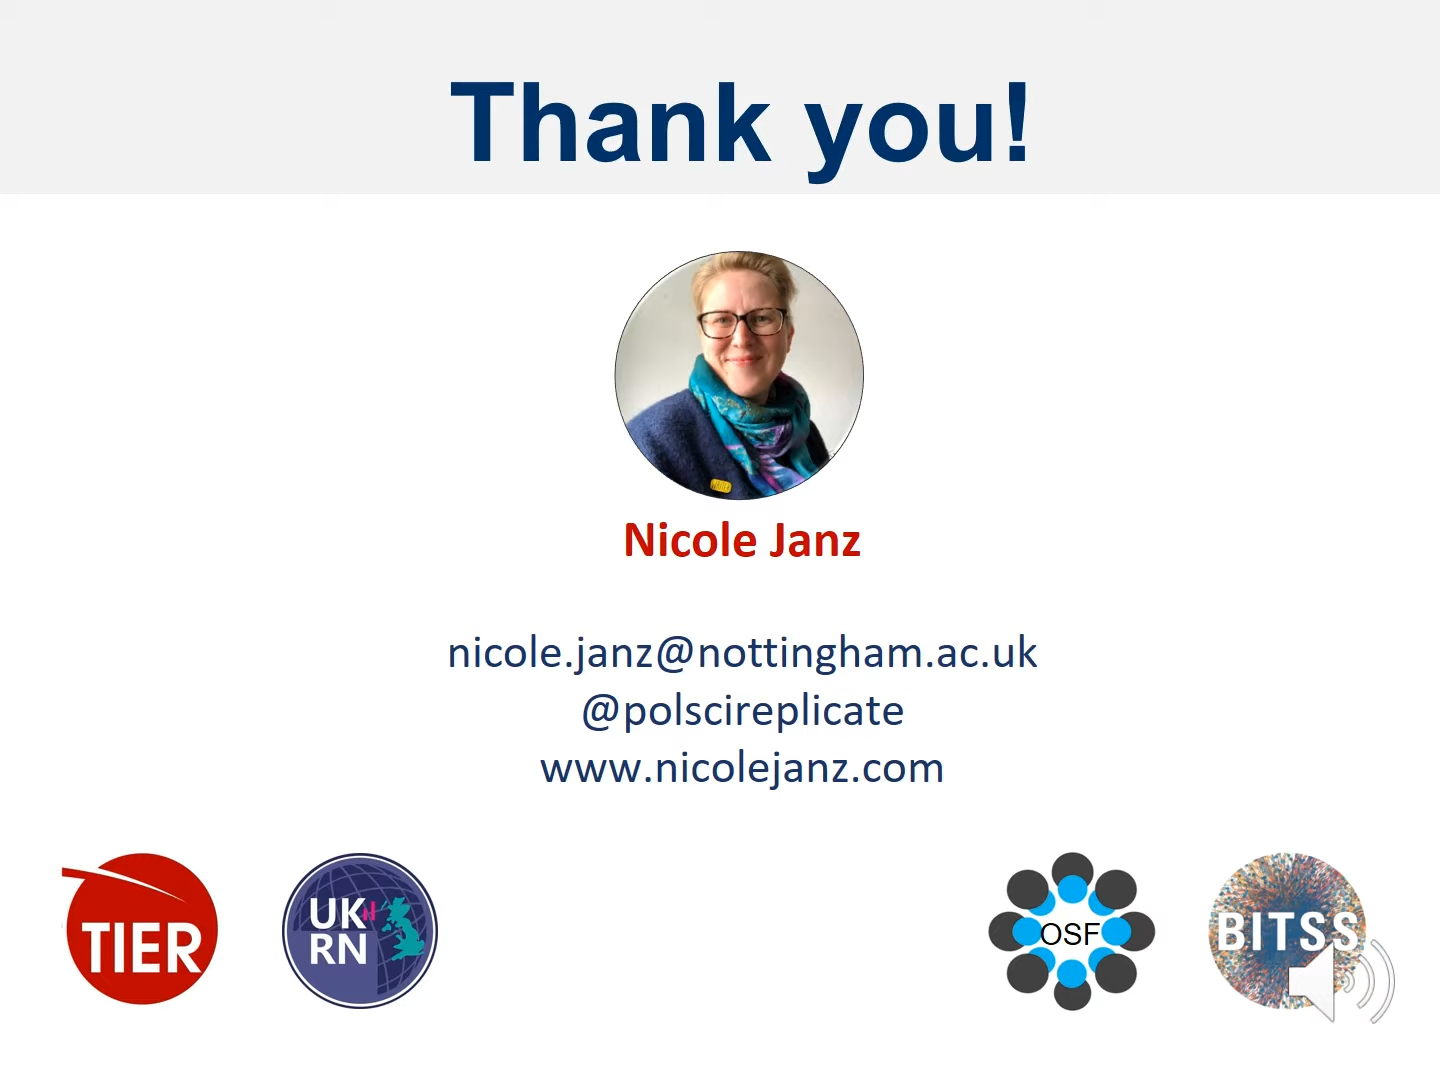 Thank you!
Nicole Janz
nicole.janz@nottingham.ac.uk
@polscireplicate
www.nicolejanz.com
TIER
UK
RN
OSF
BITSS